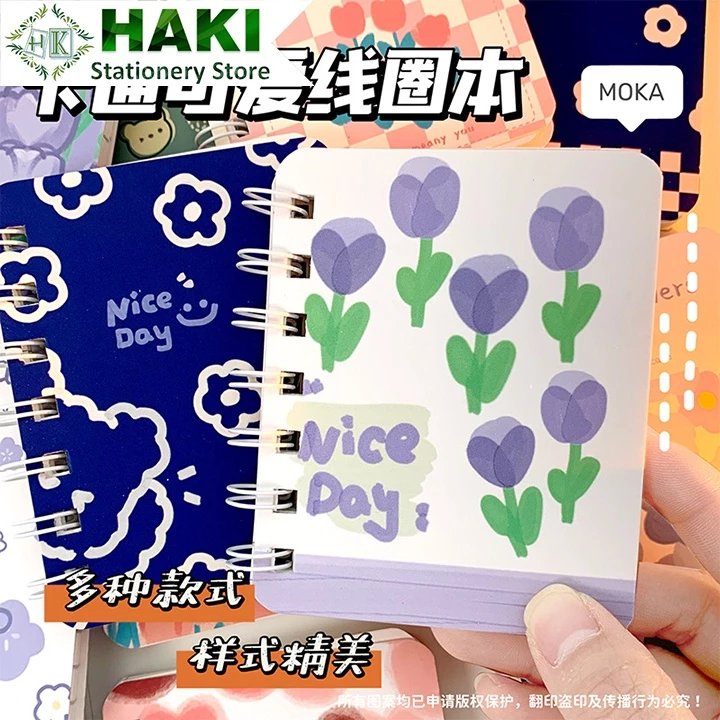 HK
HAKI
Stationery Store
卡通可爱线圈本
MOKA
Nice
Day
Nice
Day
多种款式
样式精美
所有图案均已申请版权保护，翻印盗印及传播行为必究！